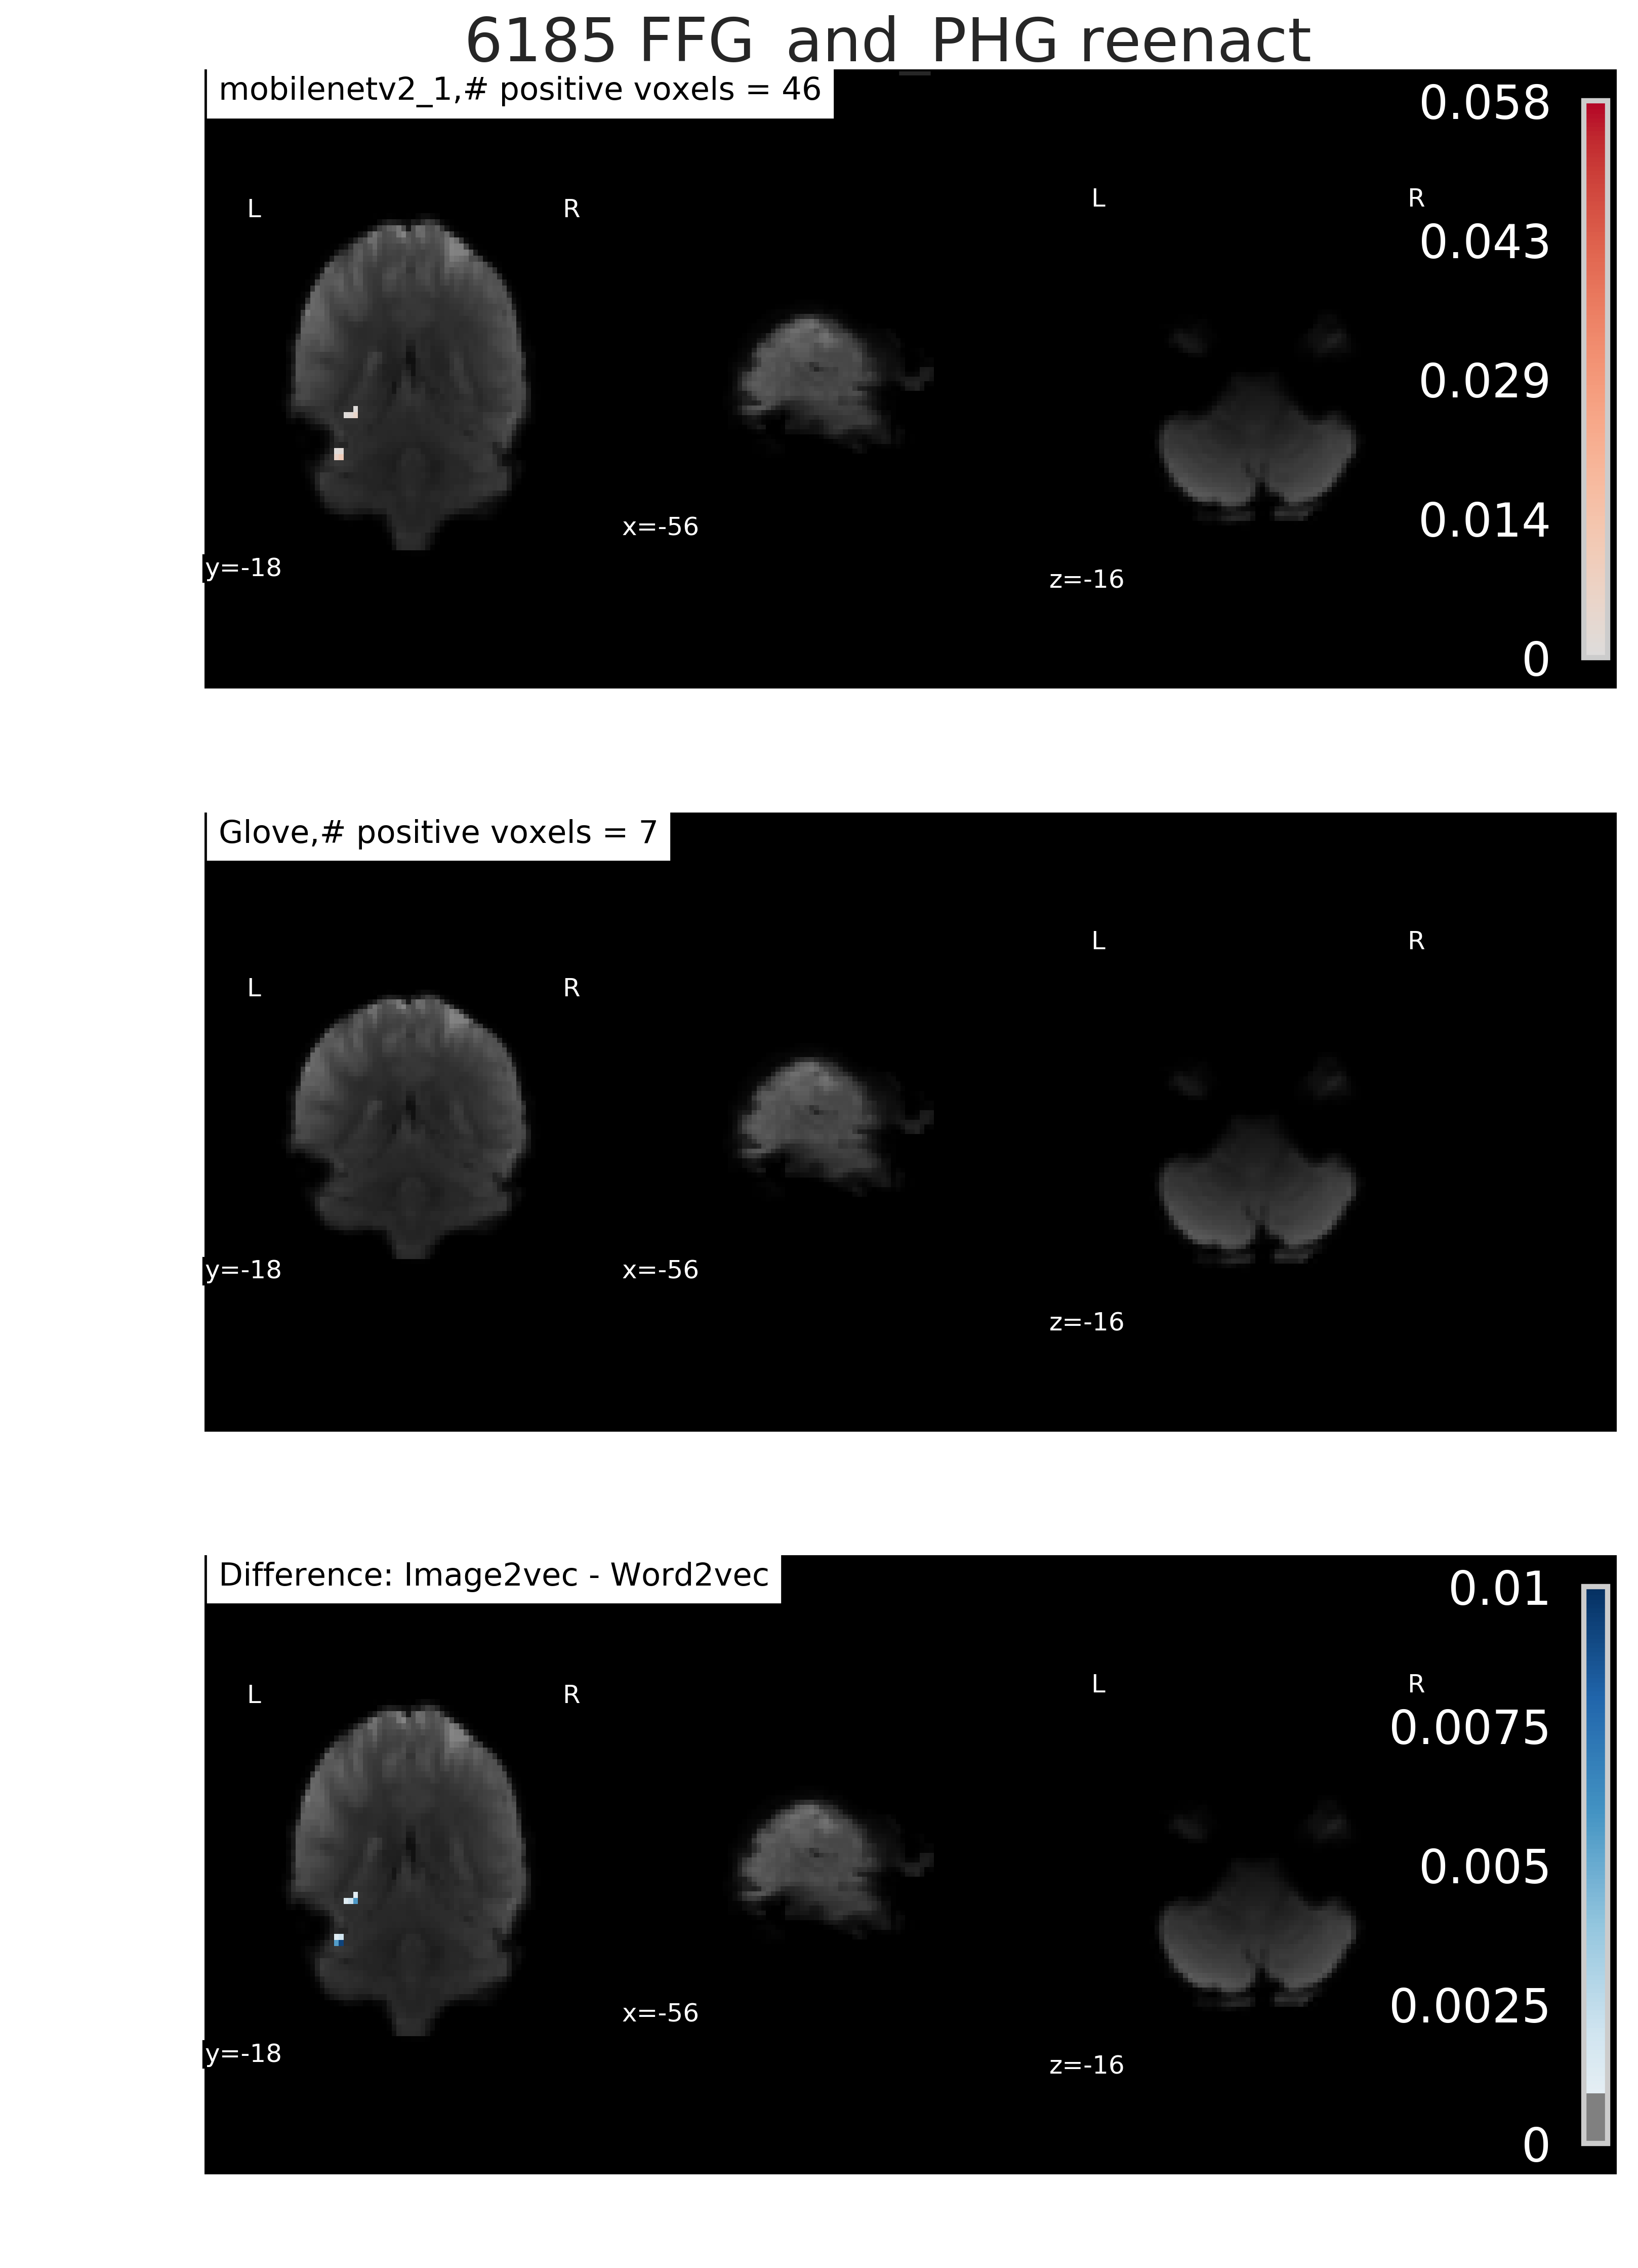 6185 FFG_and_PHG reenact
mobilenetv2_1,# positive voxels = 46
0.058
L R L R
0.043
0.029
0.014
x=-56
y=-18
z=-16
0
Glove,# positive voxels = 7
L R
L R
y=-18 x=-56
z=-16
Difference: Image2vec - Word2vec
0.01
L R L R
0.0075
0.005
0.0025
x=-56
y=-18
z=-16
0